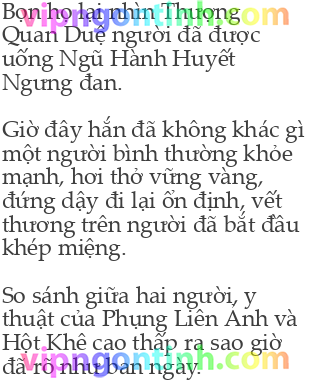 Bọn họ lại nhìn Thượng
Quan Duệ người đã được
uống Ngũ Hành Huyết
Ngưng đan.
Giờ đây hắn đã không khác gì
một người bình thường khỏe
mạnh, hơi thở vững vàng,
đứng dậy đi lại ổn định, vết
thương trên người đã bắt đầu
khép miệng.
So sánh giữa hai người, y
thuật của Phụng Liên Anh và
Hột Khê cao thấp ra sao giờ
đã rõ như ban ngày.
vipngontinh.com
vipngontinh.com